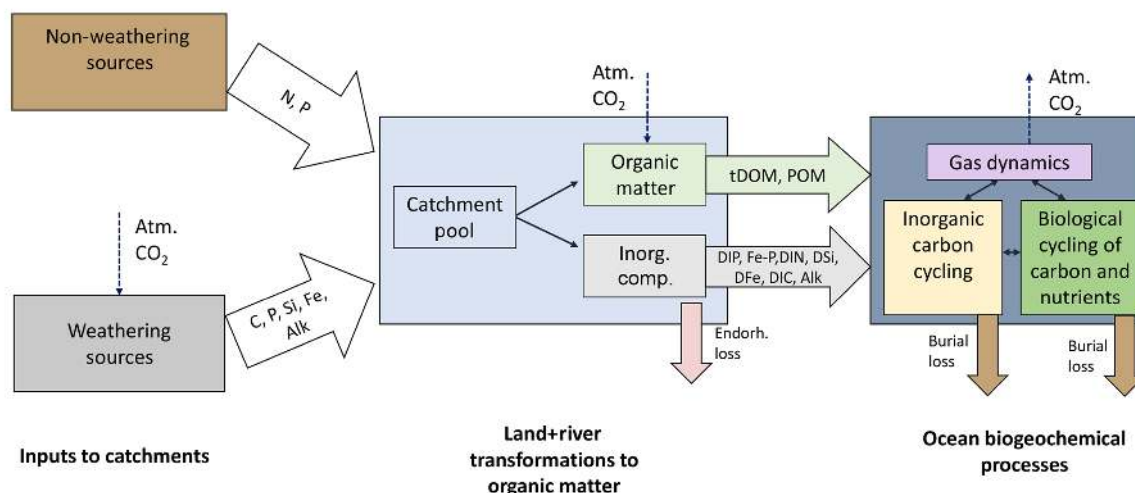 Non-weathering
sources
N, P
Atm.
CO₂
Weathering
sources
C, P, Si, Fe,
Alk
Inputs to catchments
Catchment
pool
Atm.
CO₂
Organic
matter
Inorg.
comp.
tDOM, POM
DIP, Fe-P,DIN, DSi,
DFe, DIC, Alk
Endorh.
loss
Land+river
transformations to
organic matter
Atm.
CO₂
Gas dynamics
Inorganic
carbon
cycling
Biological
cycling of
carbon and
nutrients
Burial
loss
Burial
loss
Ocean biogeochemical
processes